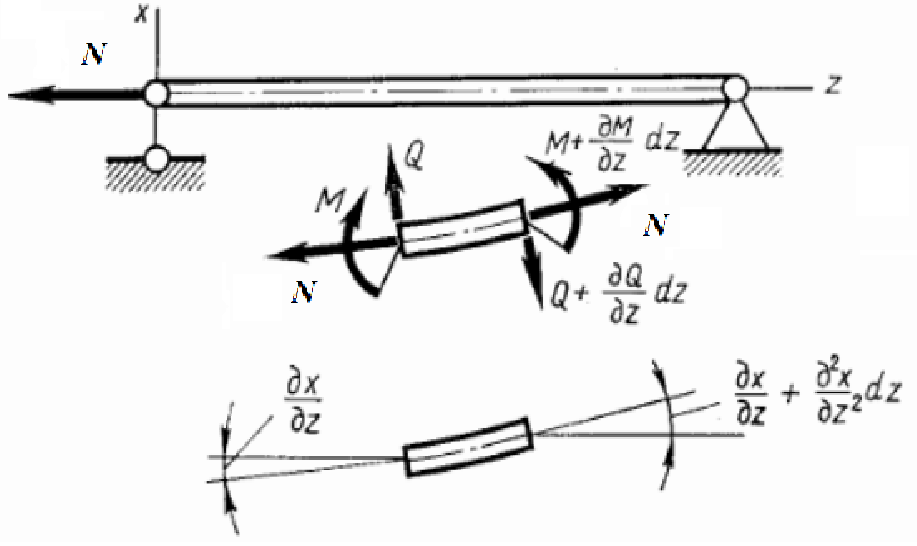 x
N
z
Q
M + ∂M/∂z dz
M
N
N
Q + ∂Q/∂z dz
∂x/∂z
∂x/∂z + ∂²x/∂z² dz